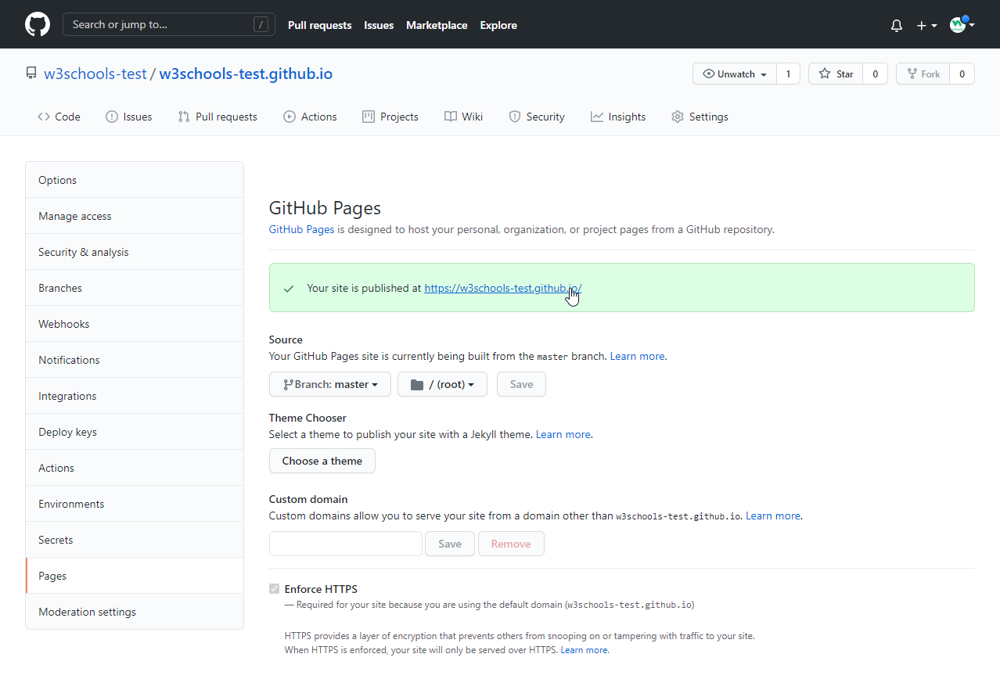 Search or jump to... / Pull requests Issues Marketplace Explore
w3schools-test / w3schools-test.github.io Unwatch 1 Star 0 Fork 0
Code Issues Pull requests Actions Projects Wiki Security Insights Settings
Options
Manage access
Security & analysis
Branches
Webhooks
Notifications
Integrations
Deploy keys
Actions
Environments
Secrets
Pages
Moderation settings
GitHub Pages
GitHub Pages is designed to host your personal, organization, or project pages from a GitHub repository.
Your site is published at https://w3schools-test.github.io/
Source
Your GitHub Pages site is currently being built from the master branch. Learn more.
Branch: master / (root) Save
Theme Chooser
Select a theme to publish your site with a Jekyll theme. Learn more.
Choose a theme
Custom domain
Custom domains allow you to serve your site from a domain other than w3schools-test.github.io. Learn more.
Save Remove
Enforce HTTPS
— Required for your site because you are using the default domain (w3schools-test.github.io)
HTTPS provides a layer of encryption that prevents others from snooping on or tampering with traffic to your site.
When HTTPS is enforced, your site will only be served over HTTPS. Learn more.